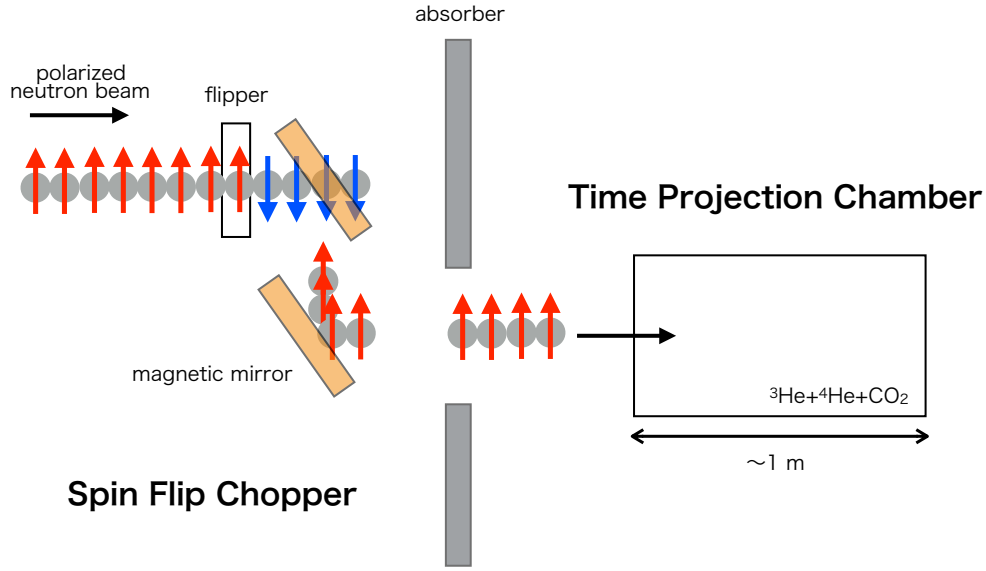 absorber
polarized
neutron beam
flipper
Time Projection Chamber
magnetic mirror
³He+⁴He+CO₂
～1 m
Spin Flip Chopper